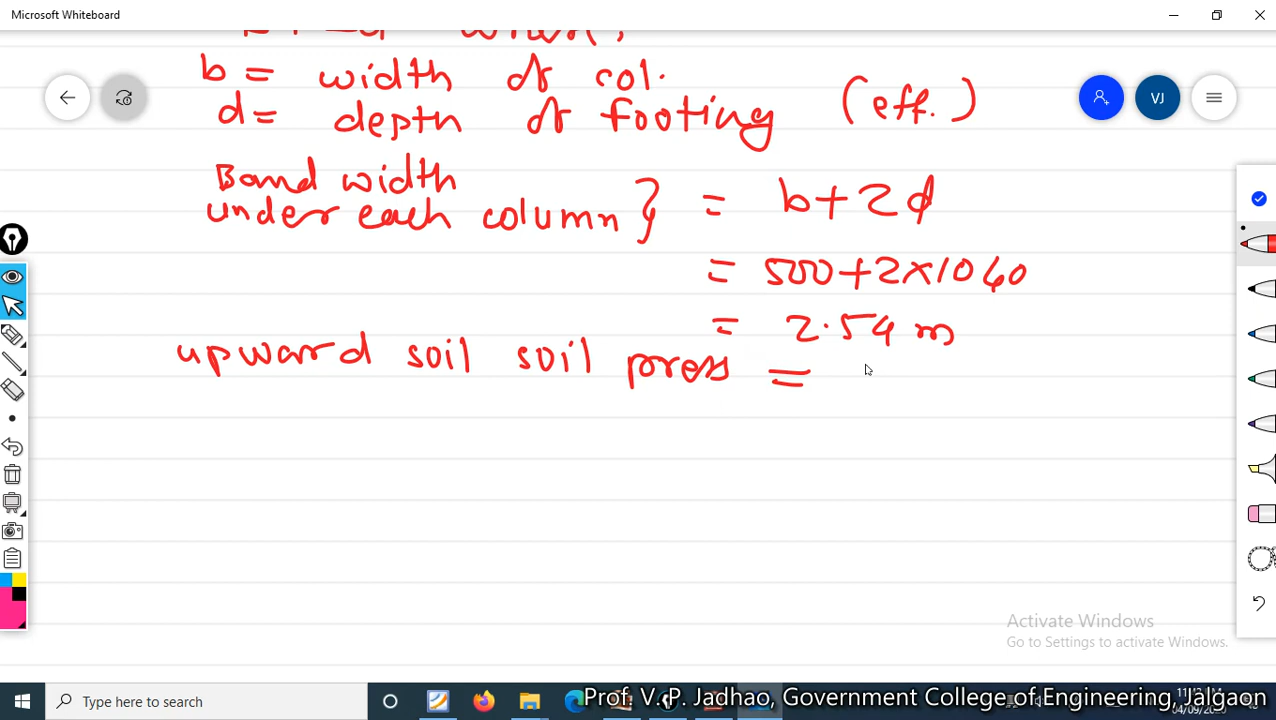 Microsoft Whiteboard
b = width of col.
d = depth of footing (eff.)
VJ
Band width
under each column } = b + 2d
= 500 + 2 × 1060
= 2.54 m
upward soil soil press =
Activate Windows
Go to Settings to activate Windows.
Type here to search
Prof. V. P. Jadhao, Government College of Engineering, Jalgaon